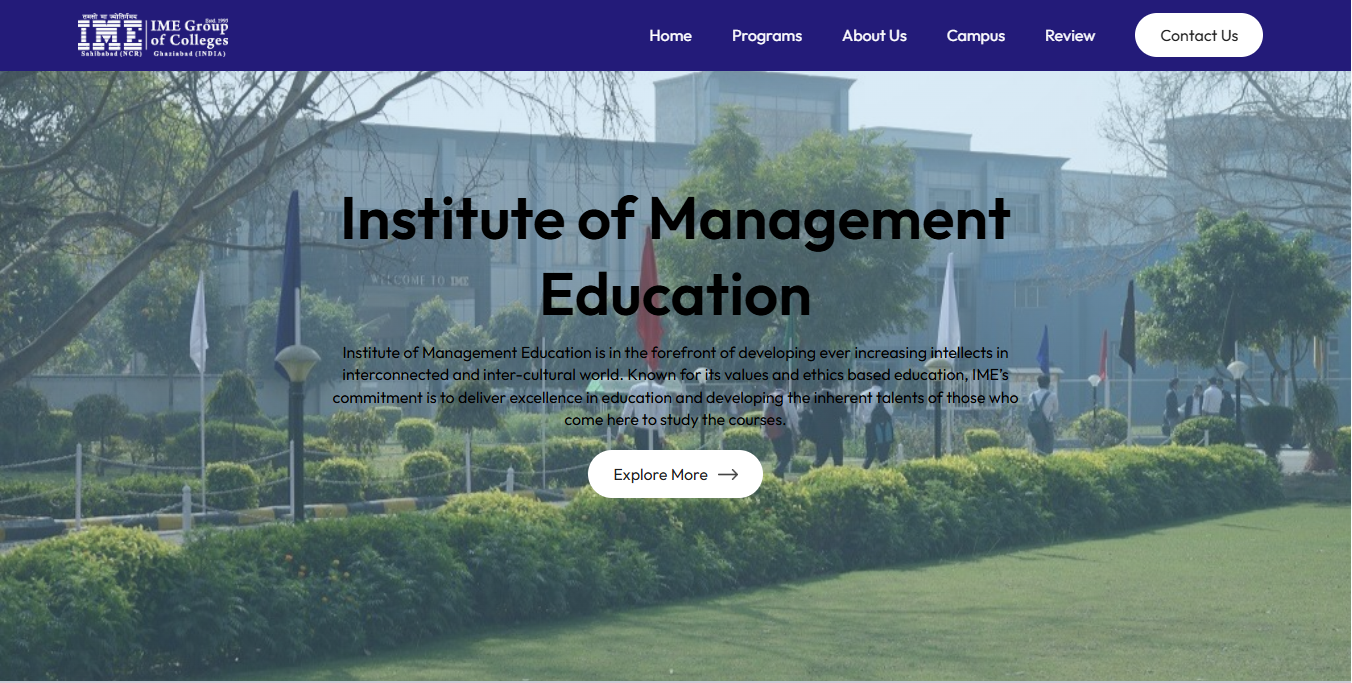 तमसो मा ज्योतिर्गमय
Estd. 1995
IME
IME Group
of Colleges
Sahibabad (NCR) Ghaziabad (INDIA)
Home Programs About Us Campus Review Contact Us
WELCOME TO IME
Institute of Management
Education
Institute of Management Education is in the forefront of developing ever increasing intellects in
interconnected and inter-cultural world. Known for its values and ethics based education, IME's
commitment is to deliver excellence in education and developing the inherent talents of those who
come here to study the courses.
Explore More